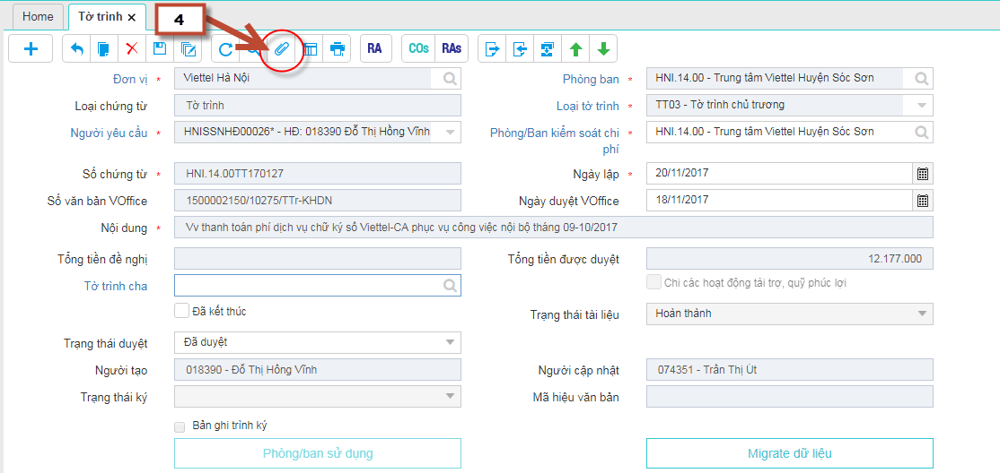 Home Tờ trình ×
4
RA COs RAs
Đơn vị * Viettel Hà Nội Phòng ban * HNI.14.00 - Trung tâm Viettel Huyện Sóc Sơn
Loại chứng từ Tờ trình Loại tờ trình * TT03 - Tờ trình chủ trương
Người yêu cầu * HNISSNHĐ00026* - HĐ: 018390 Đỗ Thị Hồng Vĩnh Phòng/Ban kiểm soát chi * HNI.14.00 - Trung tâm Viettel Huyện Sóc Sơn
phí
Số chứng từ * HNI.14.00TT170127 Ngày lập * 20/11/2017
Số văn bản VOffice 1500002150/10275/TTr-KHDN Ngày duyệt VOffice 18/11/2017
Nội dung * Vv thanh toán phí dịch vụ chữ ký số Viettel-CA phục vụ công việc nội bộ tháng 09-10/2017
Tổng tiền đề nghị Tổng tiền được duyệt 12.177.000
Tờ trình cha Chi các hoạt động tài trợ, quỹ phúc lợi
Đã kết thúc Trạng thái tài liệu Hoàn thành
Trạng thái duyệt Đã duyệt
Người tạo 018390 - Đỗ Thị Hồng Vĩnh Người cập nhật 074351 - Trần Thị Út
Trạng thái ký Mã hiệu văn bản
Bản ghi trình ký
Phòng/ban sử dụng Migrate dữ liệu